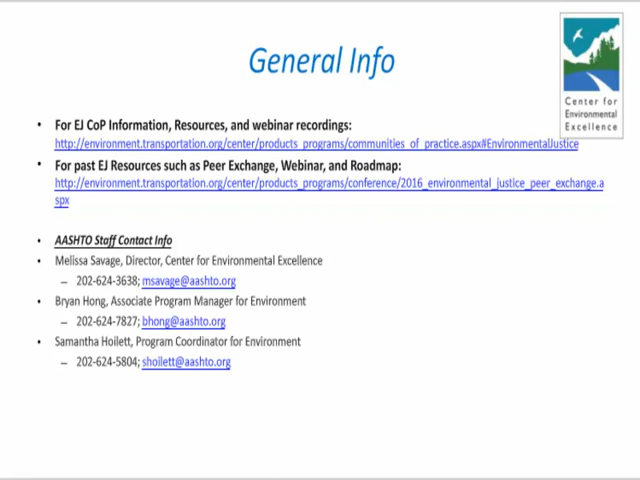 General Info
Center for
Environmental
Excellence
• For EJ CoP Information, Resources, and webinar recordings:
http://environment.transportation.org/center/products_programs/communities_of_practice.aspx#EnvironmentalJustice
• For past EJ Resources such as Peer Exchange, Webinar, and Roadmap:
http://environment.transportation.org/center/products_programs/conference/2016_environmental_justice_peer_exchange.a
spx
• AASHTO Staff Contact Info
• Melissa Savage, Director, Center for Environmental Excellence
– 202-624-3638; msavage@aashto.org
• Bryan Hong, Associate Program Manager for Environment
– 202-624-7827; bhong@aashto.org
• Samantha Hoilett, Program Coordinator for Environment
– 202-624-5804; shoilett@aashto.org